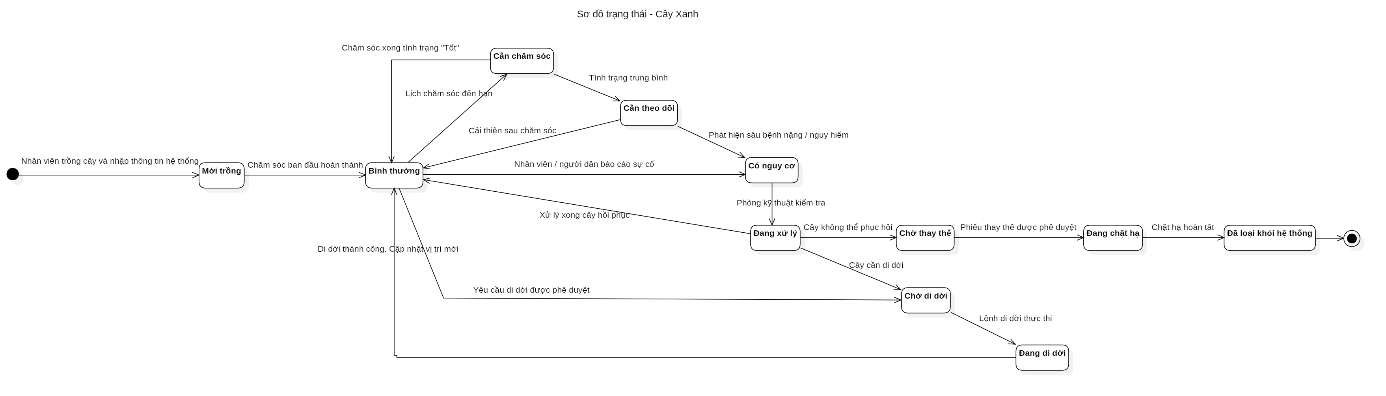 Sơ đồ trạng thái - Cây Xanh
Chăm sóc xong tình trạng "Tốt"
Cần chăm sóc
Tình trạng trung bình
Lịch chăm sóc đến hạn
Cần theo dõi
Cải thiện sau chăm sóc
Phát hiện sâu bệnh nặng / nguy hiểm
Nhân viên trồng cây và nhập thông tin hệ thống
Mới trồng
Chăm sóc ban đầu hoàn thành
Bình thường
Nhân viên / người dân báo cáo sự cố
Có nguy cơ
Phòng kỹ thuật kiểm tra
Xử lý xong cây hồi phục
Đang xử lý
Cây không thể phục hồi
Chờ thay thế
Phiếu thay thế được phê duyệt
Đang chặt hạ
Chặt hạ hoàn tất
Đã loại khỏi hệ thống
Di dời thành công. Cập nhật vị trí mới
Cây cần di dời
Yêu cầu di dời được phê duyệt
Chờ di dời
Lệnh di dời thực thi
Đang di dời